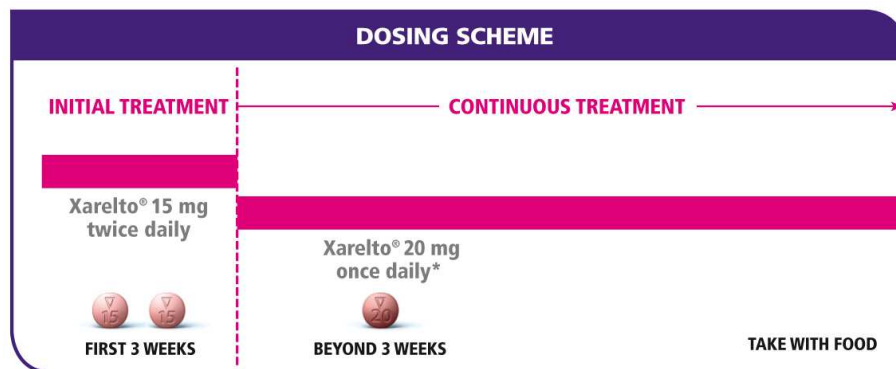 DOSING SCHEME
INITIAL TREATMENT
CONTINUOUS TREATMENT
Xarelto® 15 mg
twice daily
Xarelto® 20 mg
once daily*
15 15
20
FIRST 3 WEEKS
BEYOND 3 WEEKS
TAKE WITH FOOD